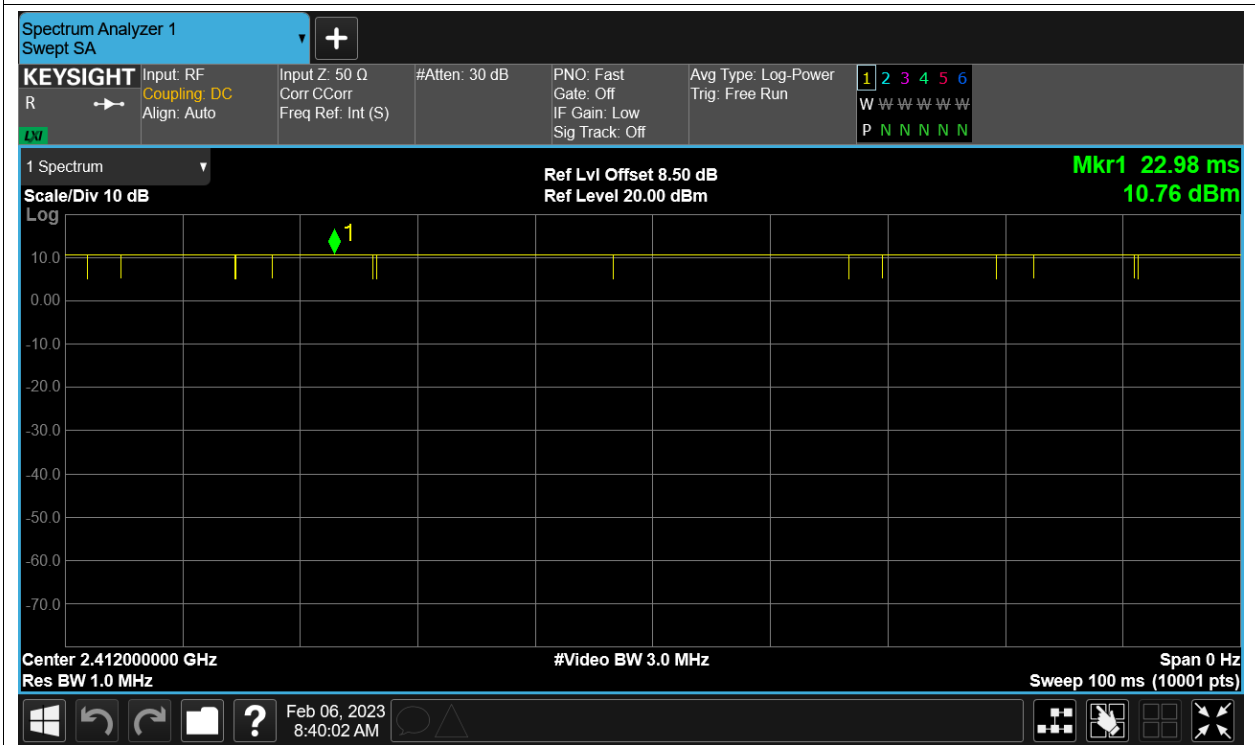 Spectrum Analyzer 1
Swept SA
KEYSIGHT
R
LXI
Input: RF
Coupling: DC
Align: Auto
Input Z: 50 Ω
Corr CCorr
Freq Ref: Int (S)
#Atten: 30 dB
PNO: Fast
Gate: Off
IF Gain: Low
Sig Track: Off
Avg Type: Log-Power
Trig: Free Run
1 2 3 4 5 6
W W W W W W
P N N N N N
1 Spectrum
Scale/Div 10 dB
Log
Ref Lvl Offset 8.50 dB
Ref Level 20.00 dBm
Mkr1 22.98 ms
10.76 dBm
1
10.0
0.00
-10.0
-20.0
-30.0
-40.0
-50.0
-60.0
-70.0
Center 2.412000000 GHz
Res BW 1.0 MHz
#Video BW 3.0 MHz
Span 0 Hz
Sweep 100 ms (10001 pts)
?
Feb 06, 2023
8:40:02 AM